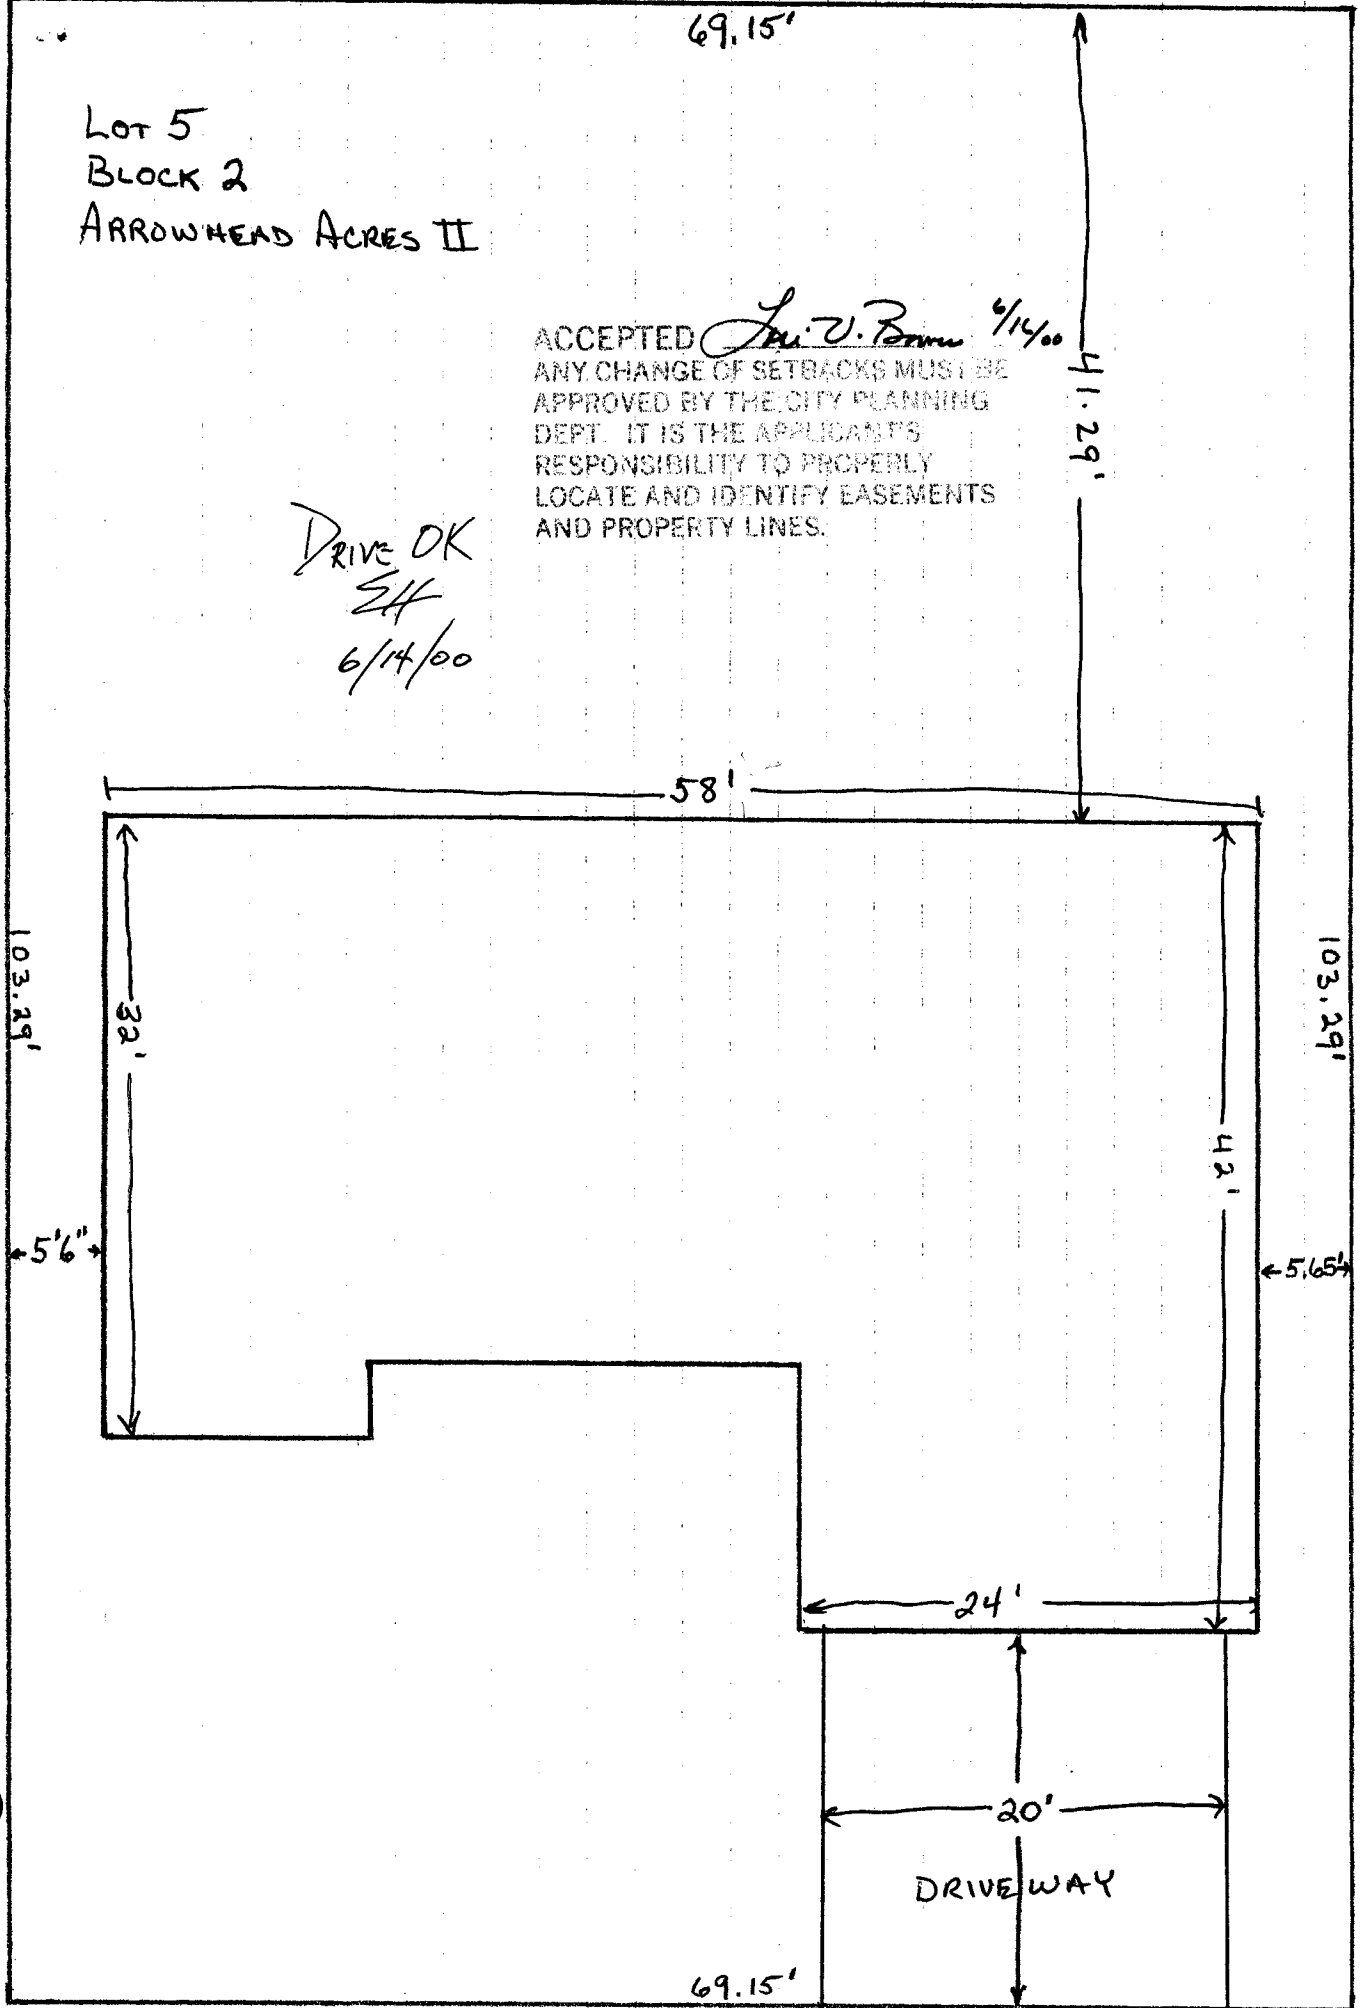 69.15'
LOT 5
BLOCK 2
ARROWHEAD ACRES II
ACCEPTED
ANY CHANGE OF SETBACKS MUST BE
APPROVED BY THE CITY PLANNING
DEPT. IT IS THE APPLICANT'S
RESPONSIBILITY TO PROPERLY
LOCATE AND IDENTIFY EASEMENTS
AND PROPERTY LINES.
41.29'
DRIVE OK
EH
6/14/00
58'
103.29'
32'
103.29'
42'
5'6"
5.65'
24'
20'
DRIVEWAY
69.15'